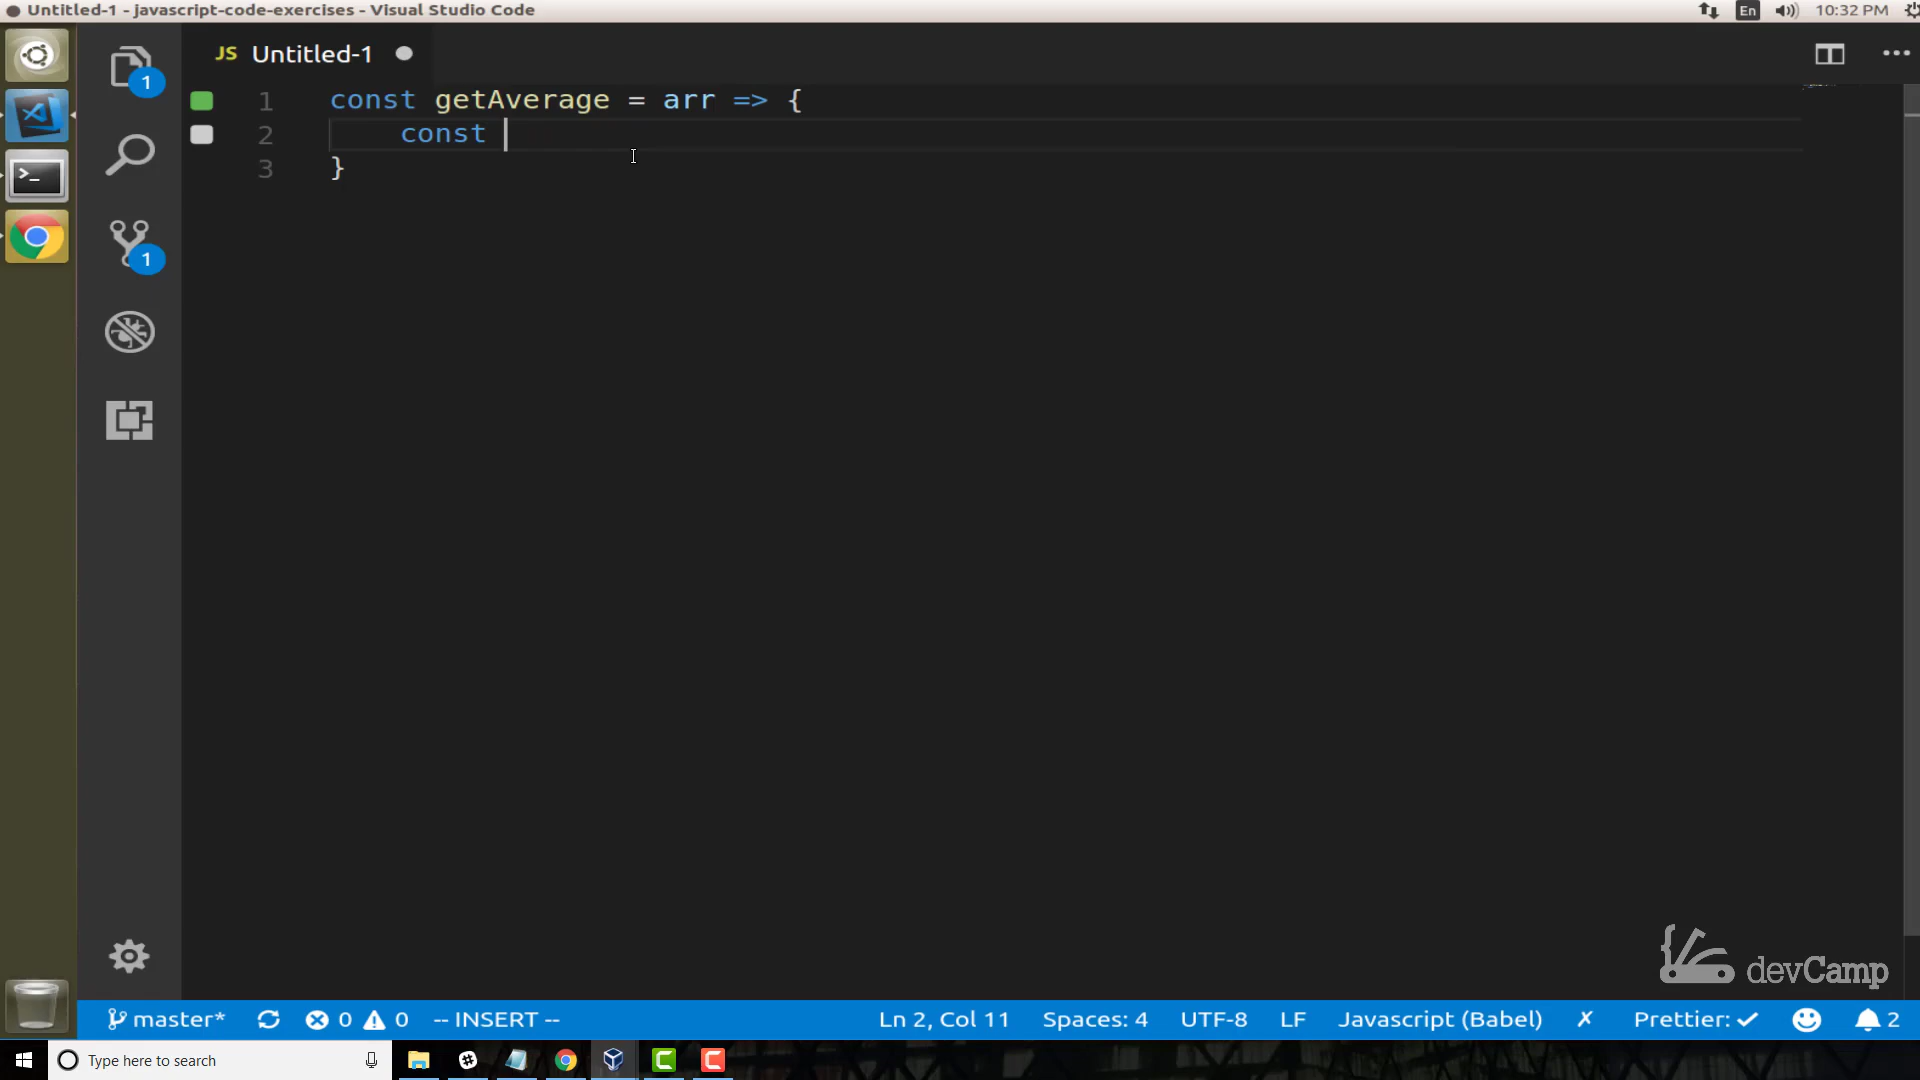 Untitled-1 - javascript-code-exercises - Visual Studio Code
En 10:32 PM
JS Untitled-1
1 const getAverage = arr => {
2 const
3 }
1
1
>_
{ devCamp
master* 0 0 -- INSERT -- Ln 2, Col 11 Spaces: 4 UTF-8 LF Javascript (Babel) ✗ Prettier: ✓ 2
Type here to search